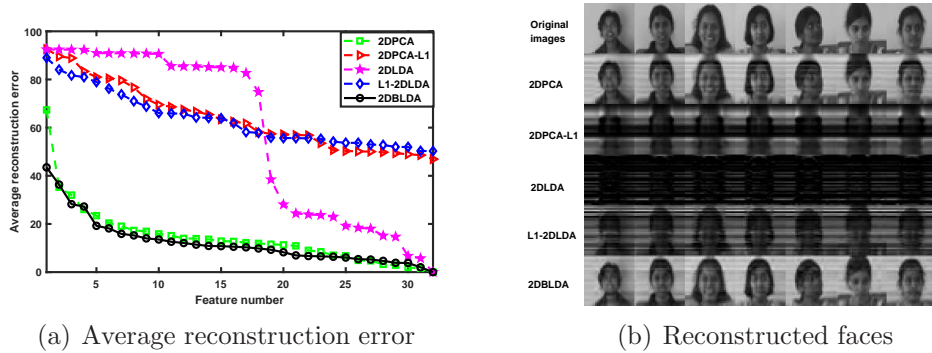 100
80
60
40
20
0
Average reconstruction error
5 10 15 20 25 30
Feature number
2DPCA
2DPCA-L1
2DLDA
L1-2DLDA
2DBLDA
(a) Average reconstruction error
Original
images
2DPCA
2DPCA-L1
2DLDA
L1-2DLDA
2DBLDA
(b) Reconstructed faces